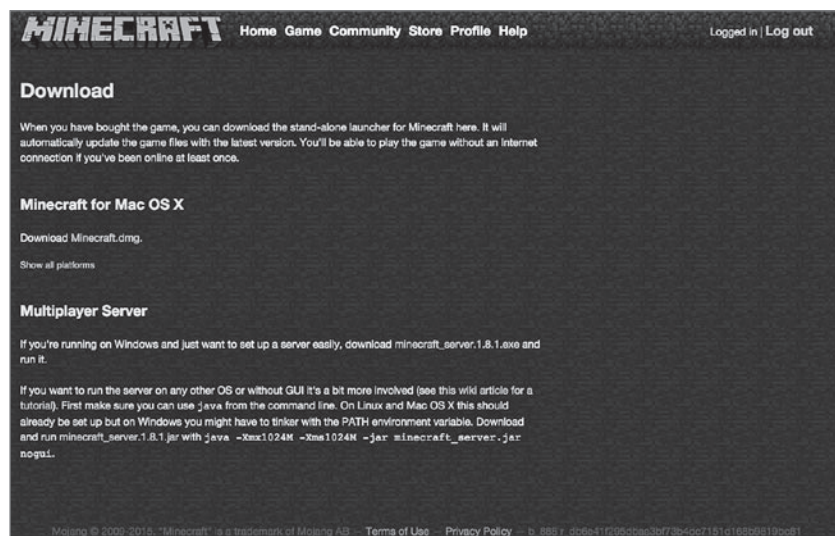 MINECRAFT
Home Game Community Store Profile Help
Logged in | Log out
Download
When you have bought the game, you can download the stand-alone launcher for Minecraft here. It will
automatically update the game files with the latest version. You'll be able to play the game without an Internet
connection if you've been online at least once.
Minecraft for Mac OS X
Download Minecraft.dmg.
Show all platforms
Multiplayer Server
If you're running on Windows and just want to set up a server easily, download minecraft_server.1.8.1.exe and
run it.
If you want to run the server on any other OS or without GUI it's a bit more involved (see this wiki article for a
tutorial). First make sure you can use java from the command line. On Linux and Mac OS X this should
already be set up but on Windows you might have to tinker with the PATH environment variable. Download
and run minecraft_server.1.8.1.jar with java -Xmx1024M -Xms1024M -jar minecraft_server.jar
nogui.
Mojang © 2009-2015. "Minecraft" is a trademark of Mojang AB — Terms of Use — Privacy Policy —